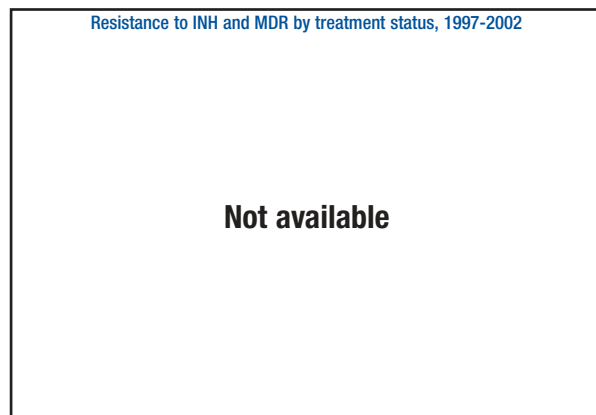 Resistance to INH and MDR by treatment status, 1997-2002
Not available